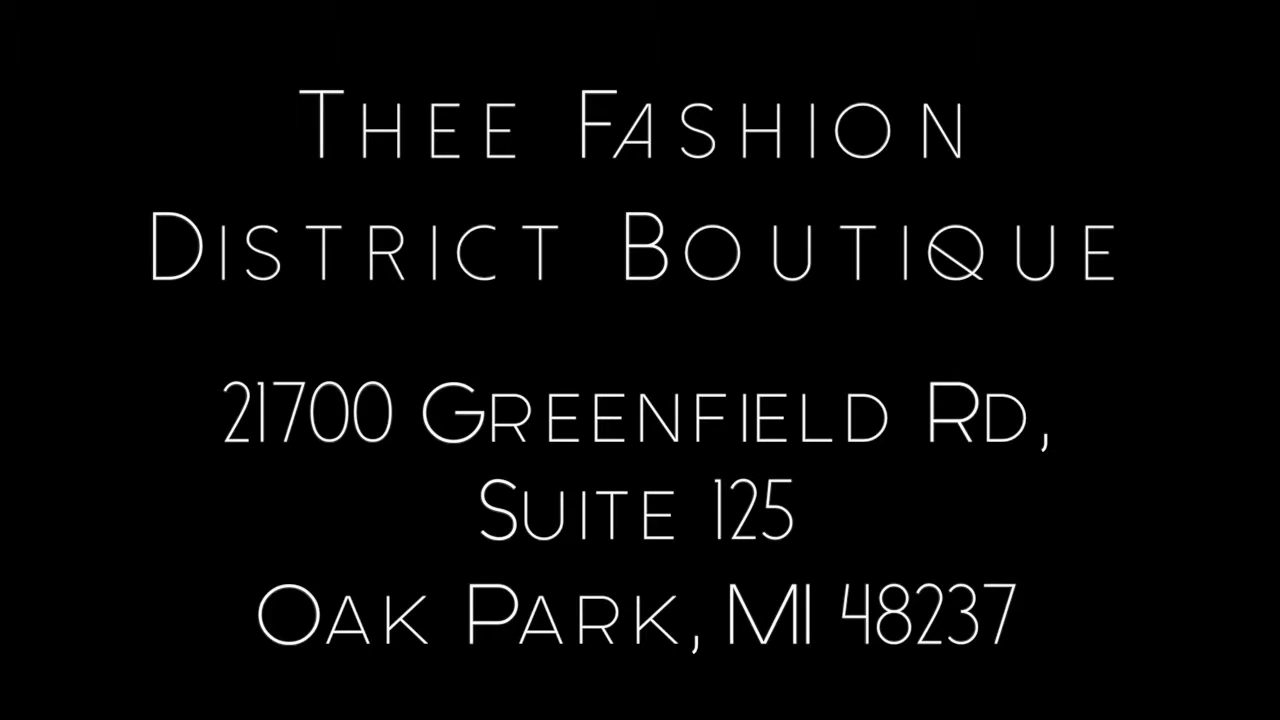 Thee Fashion
District Boutique
21700 Greenfield Rd,
Suite 125
Oak Park, MI 48237